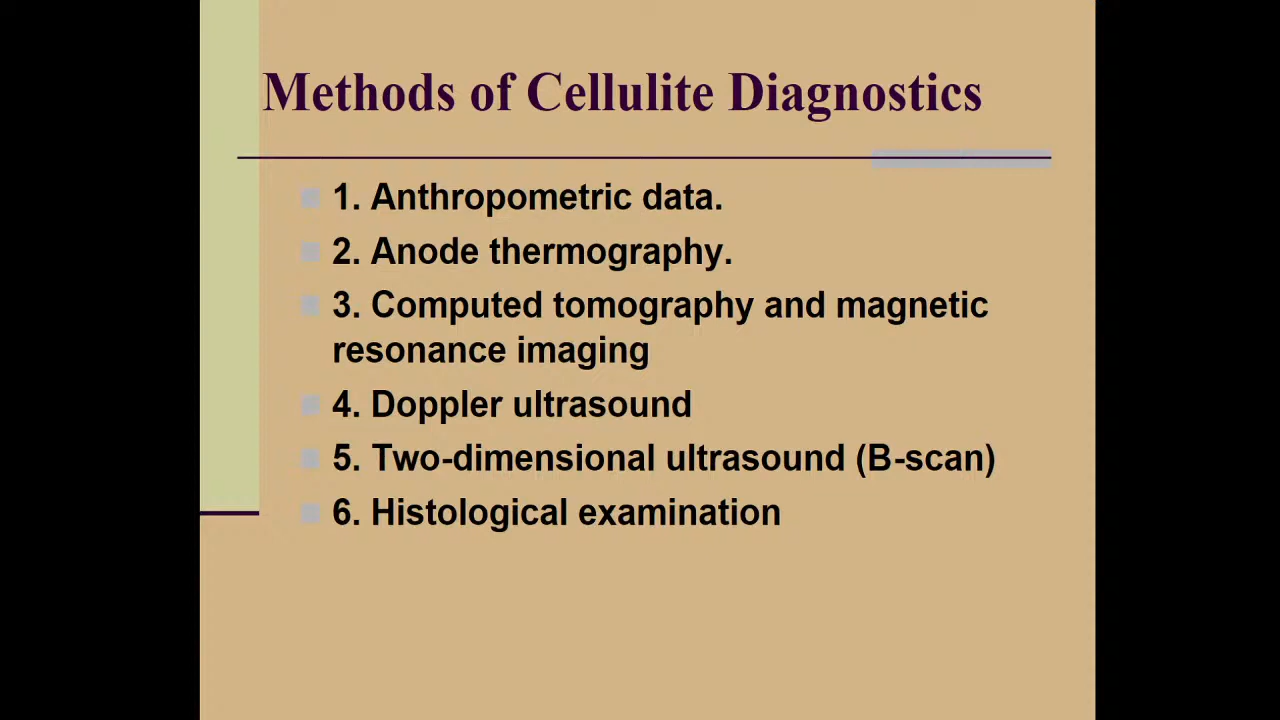 Methods of Cellulite Diagnostics
1. Anthropometric data.
2. Anode thermography.
3. Computed tomography and magnetic
resonance imaging
4. Doppler ultrasound
5. Two-dimensional ultrasound (B-scan)
6. Histological examination